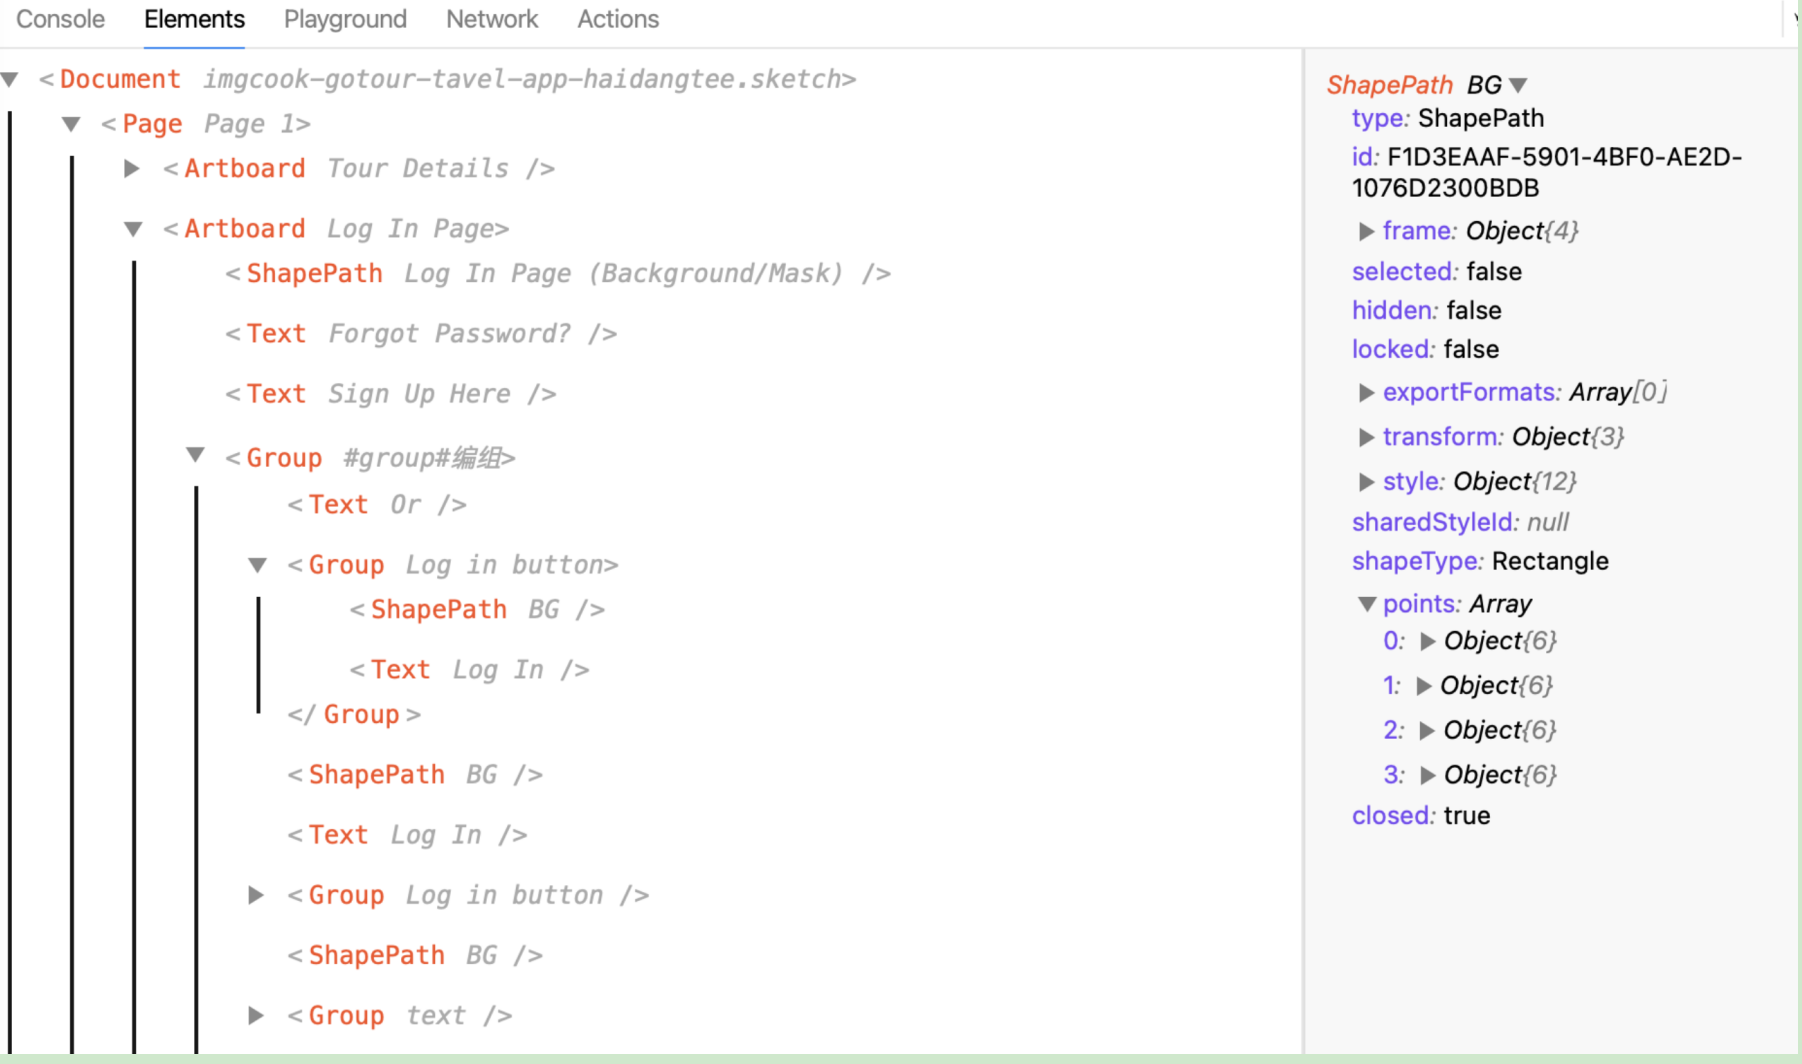 Console Elements Playground Network Actions
<Document imgcook-gotour-tavel-app-haidangtee.sketch>
<Page Page 1>
<Artboard Tour Details />
<Artboard Log In Page>
<ShapePath Log In Page (Background/Mask) />
<Text Forgot Password? />
<Text Sign Up Here />
<Group #group#编组>
<Text Or />
<Group Log in button>
<ShapePath BG />
<Text Log In />
</Group>
<ShapePath BG />
<Text Log In />
<Group Log in button />
<ShapePath BG />
<Group text />
ShapePath BG
type: ShapePath
id: F1D3EAAF-5901-4BF0-AE2D-
1076D2300BDB
frame: Object{4}
selected: false
hidden: false
locked: false
exportFormats: Array[0]
transform: Object{3}
style: Object{12}
sharedStyleId: null
shapeType: Rectangle
points: Array
0: Object{6}
1: Object{6}
2: Object{6}
3: Object{6}
closed: true